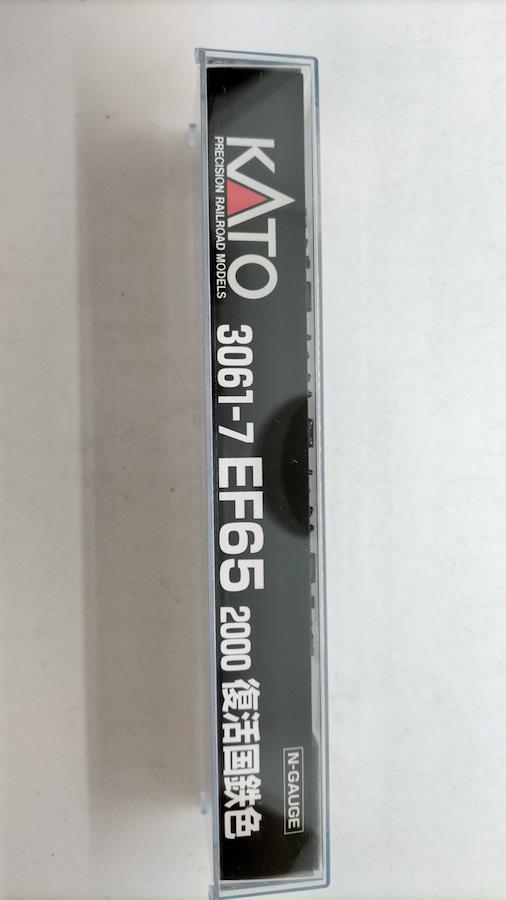 KATO
PRECISION RAILROAD MODELS
3061-7 EF65 2000 復活国鉄色
N-GAUGE